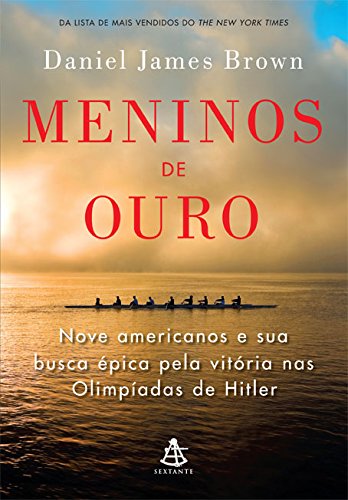 DA LISTA DE MAIS VENDIDOS DO THE NEW YORK TIMES
Daniel James Brown
MENINOS
DE
OURO
Nove americanos e sua
busca épica pela vitória nas
Olimpíadas de Hitler
SEXTANTE